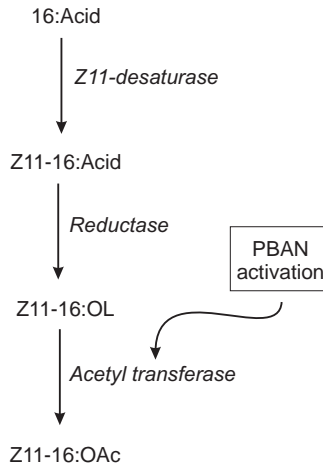 16:Acid
Z11-desaturase
Z11-16:Acid
Reductase
PBAN
activation
Z11-16:OL
Acetyl transferase
Z11-16:OAc